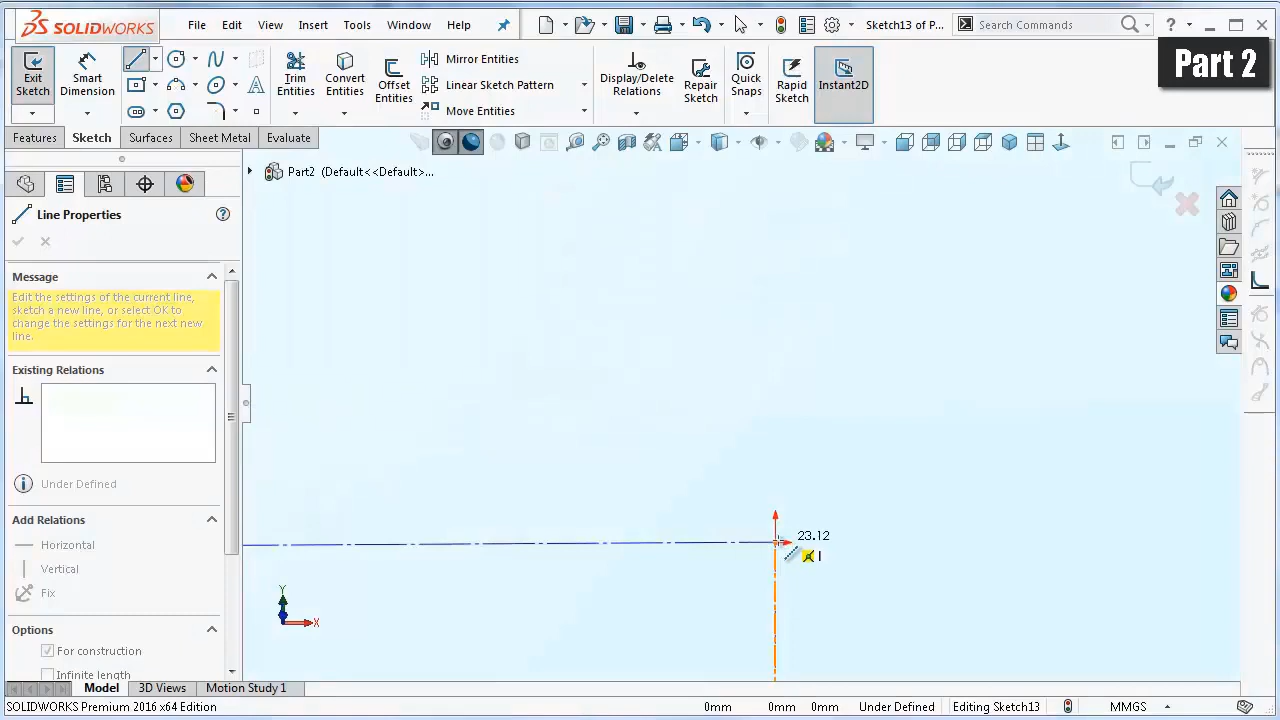 SOLIDWORKS
File Edit View Insert Tools Window Help
Sketch13 of P...
Search Commands
Part 2
Exit Sketch
Smart Dimension
Trim Entities
Convert Entities
Offset Entities
Mirror Entities
Linear Sketch Pattern
Move Entities
Display/Delete Relations
Repair Sketch
Quick Snaps
Rapid Sketch
Instant2D
Features Sketch Surfaces Sheet Metal Evaluate
Part2 (Default<<Default>...
Line Properties
Message
Edit the settings of the current line,
sketch a new line, or select OK to
change the settings for the next new
line.
Existing Relations
Under Defined
Add Relations
Horizontal
Vertical
Fix
Options
For construction
Infinite length
23.12
Y
X
Model 3D Views Motion Study 1
SOLIDWORKS Premium 2016 x64 Edition
0mm 0mm 0mm Under Defined Editing Sketch13 MMGS